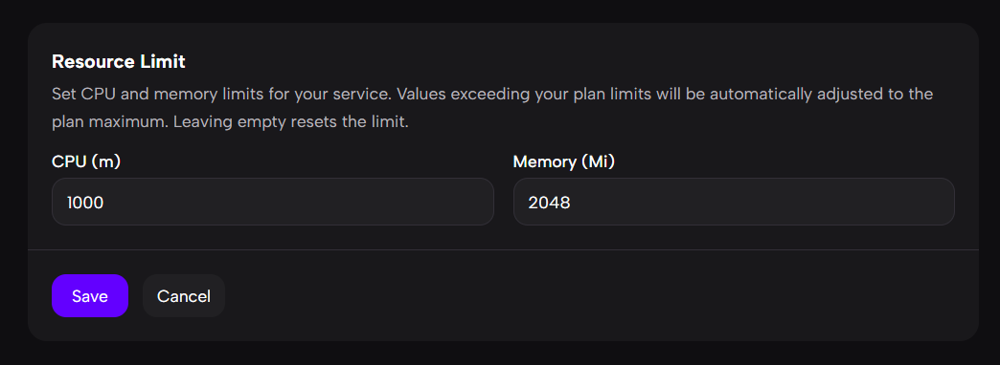 Resource Limit
Set CPU and memory limits for your service. Values exceeding your plan limits will be automatically adjusted to the
plan maximum. Leaving empty resets the limit.
CPU (m)
Memory (Mi)
1000
2048
Save
Cancel